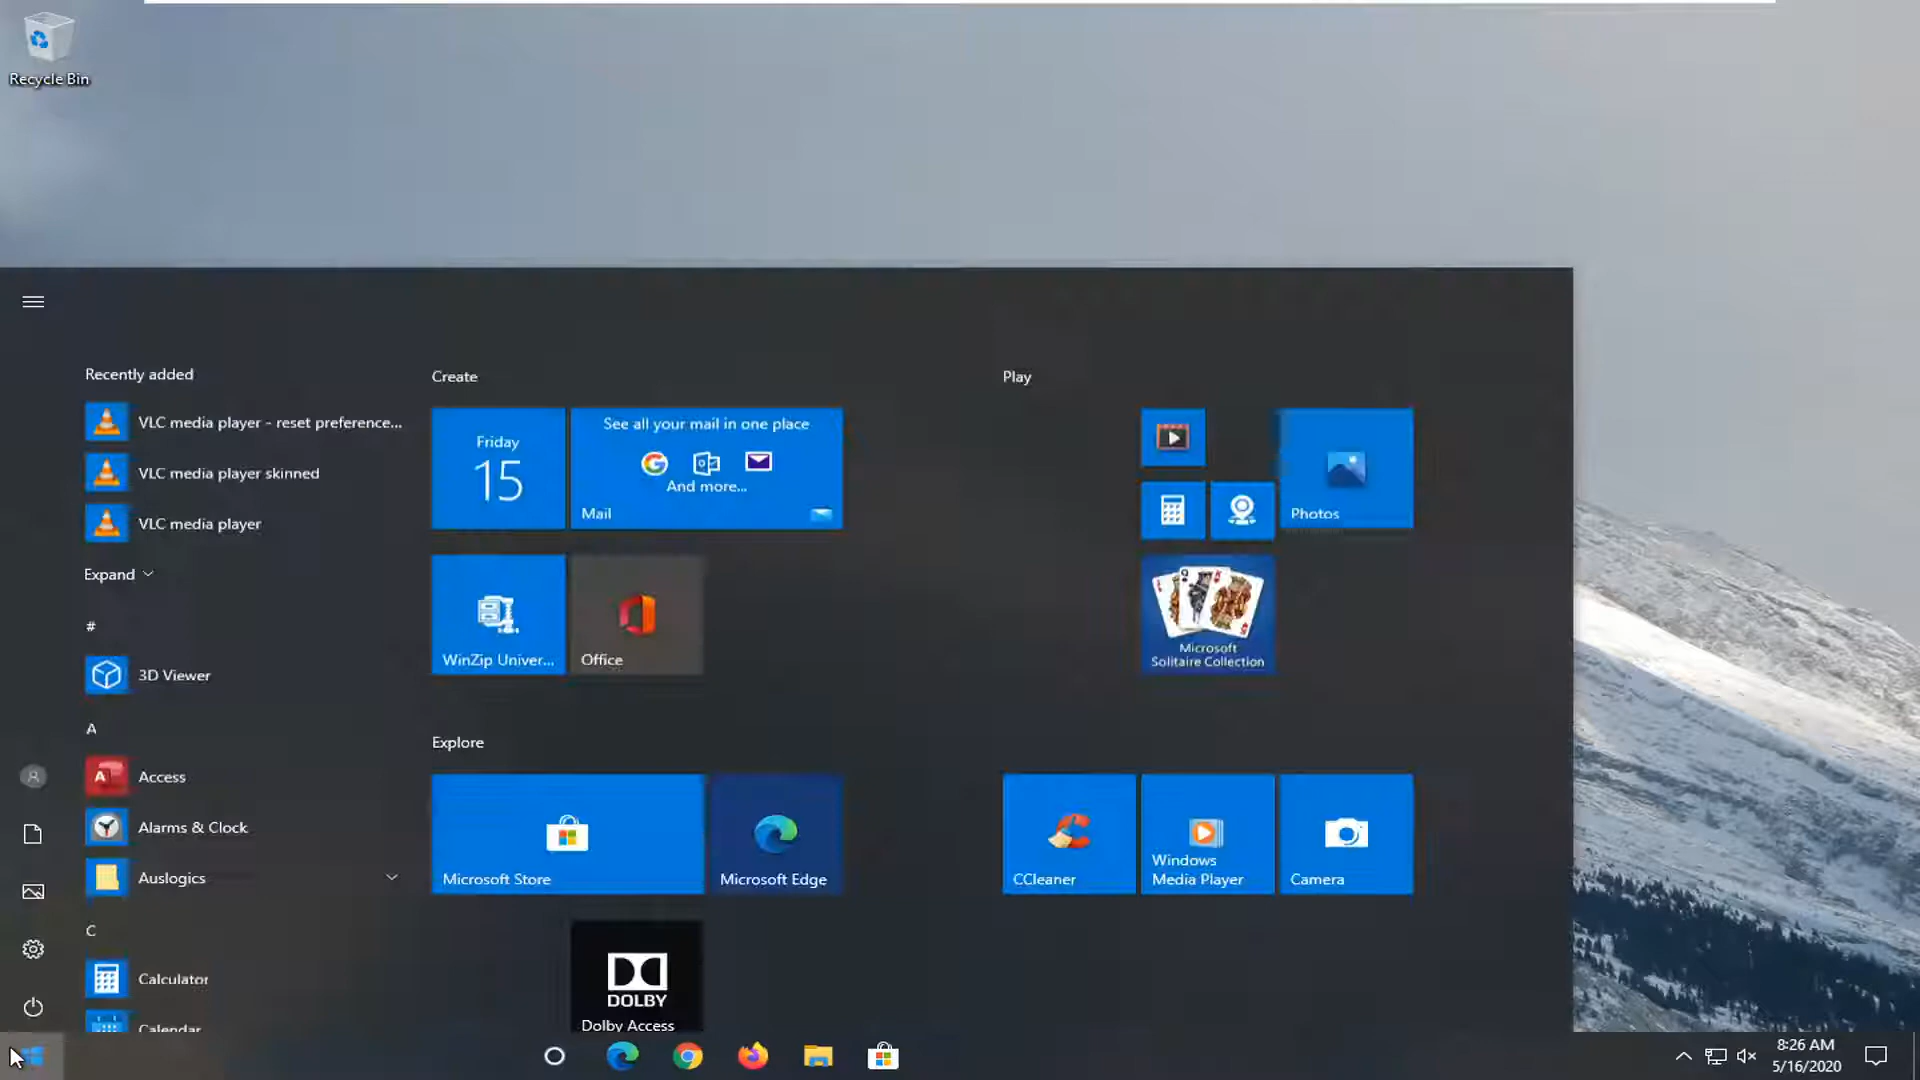 Recycle Bin
Recently added
VLC media player - reset preference...
VLC media player skinned
VLC media player
Expand
#
3D Viewer
A
Access
Alarms & Clock
Auslogics
C
Calculator
Calendar
Create
Friday
15
See all your mail in one place
And more...
Mail
WinZip Univer...
Office
Explore
Microsoft Store
Microsoft Edge
DOLBY
Dolby Access
Play
Photos
Microsoft
Solitaire Collection
CCleaner
Windows
Media Player
Camera
8:26 AM
5/16/2020